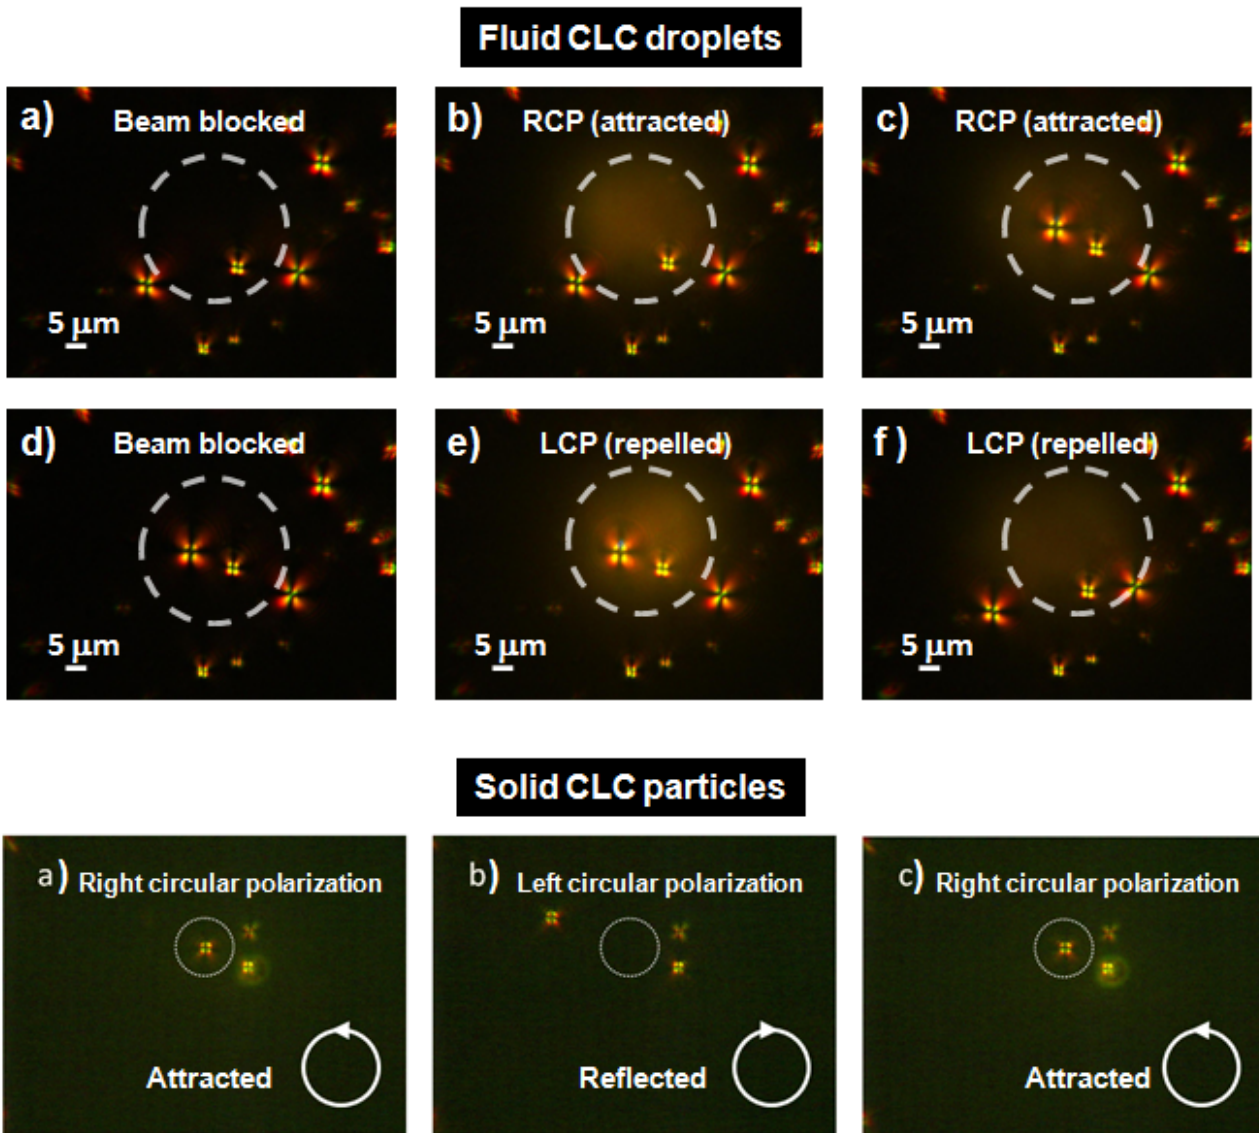 Fluid CLC droplets
a) Beam blocked
5 µm
b) RCP (attracted)
5 µm
c) RCP (attracted)
5 µm
d) Beam blocked
5 µm
e) LCP (repelled)
5 µm
f ) LCP (repelled)
5 µm
Solid CLC particles
a) Right circular polarization
Attracted
b) Left circular polarization
Reflected
c) Right circular polarization
Attracted